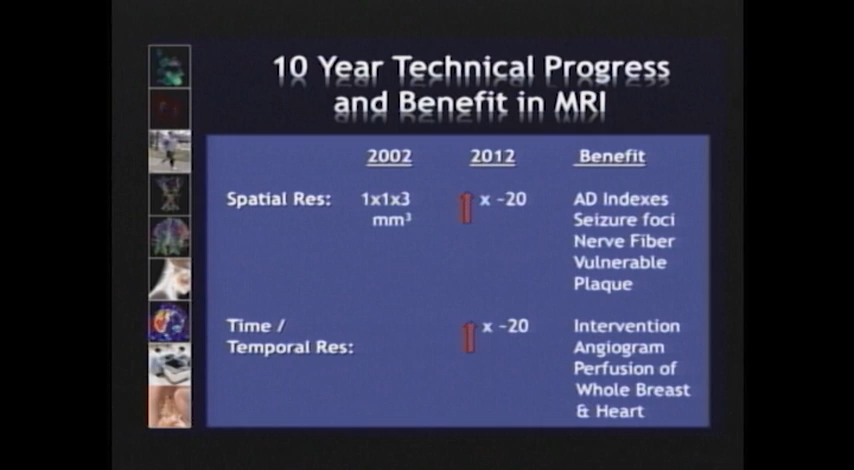 10 Year Technical Progress
and Benefit in MRI
2002 2012 Benefit
Spatial Res: 1x1x3 x ~20 AD Indexes
mm³ Seizure foci
Nerve Fiber
Vulnerable
Plaque
Time / x ~20 Intervention
Temporal Res: Angiogram
Perfusion of
Whole Breast
& Heart